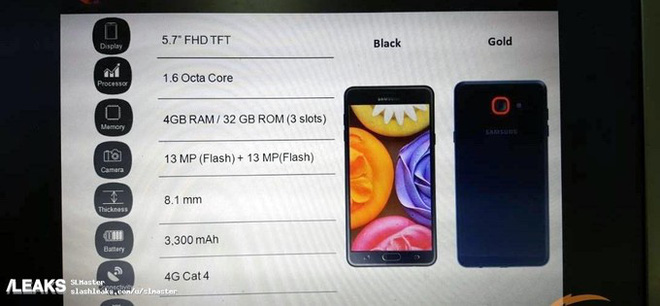 Display
5.7" FHD TFT
Processor
1.6 Octa Core
Memory
4GB RAM / 32 GB ROM (3 slots)
Camera
13 MP (Flash) + 13 MP(Flash)
Thickness
8.1 mm
Battery
3,300 mAh
4G Cat 4
Black
Gold
SAMSUNG
SAMSUNG
/LEAKS
SLMaster
slashleaks.com/u/slmaster